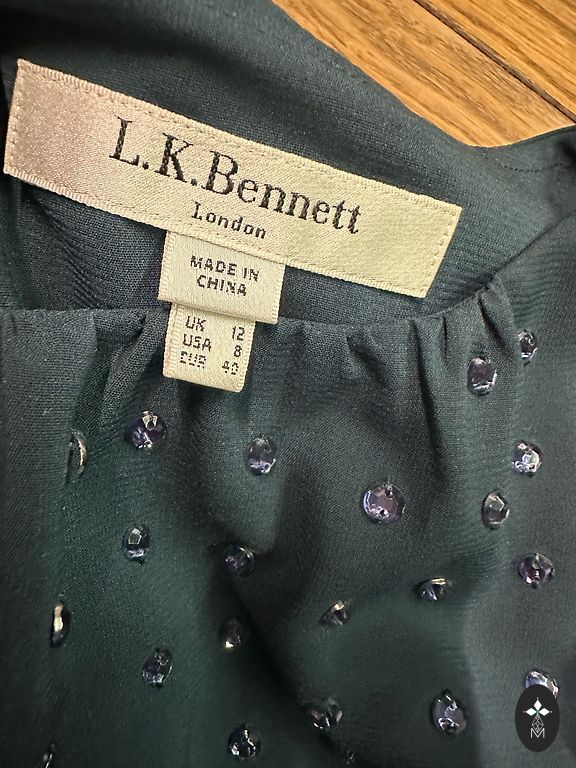 L.K.Bennett
London
MADE IN
CHINA
UK 12
USA 8
EUR 40